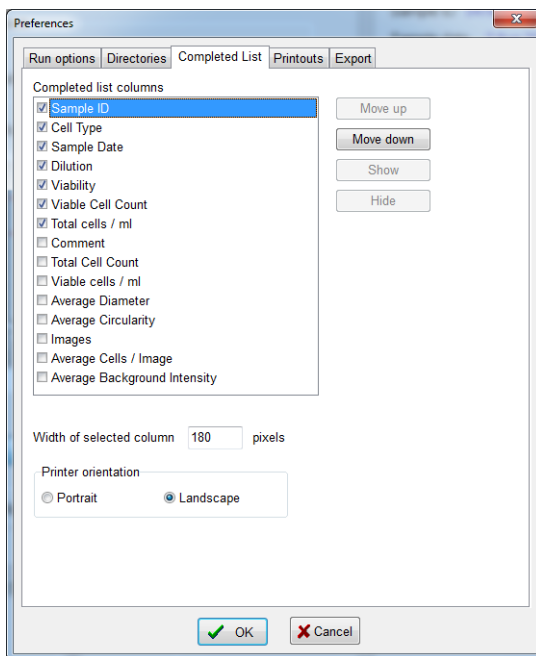 Preferences
Run options Directories Completed List Printouts Export
Completed list columns
Sample ID
Cell Type
Sample Date
Dilution
Viability
Viable Cell Count
Total cells / ml
Comment
Total Cell Count
Viable cells / ml
Average Diameter
Average Circularity
Images
Average Cells / Image
Average Background Intensity
Move up
Move down
Show
Hide
Width of selected column 180 pixels
Printer orientation
Portrait Landscape
OK Cancel